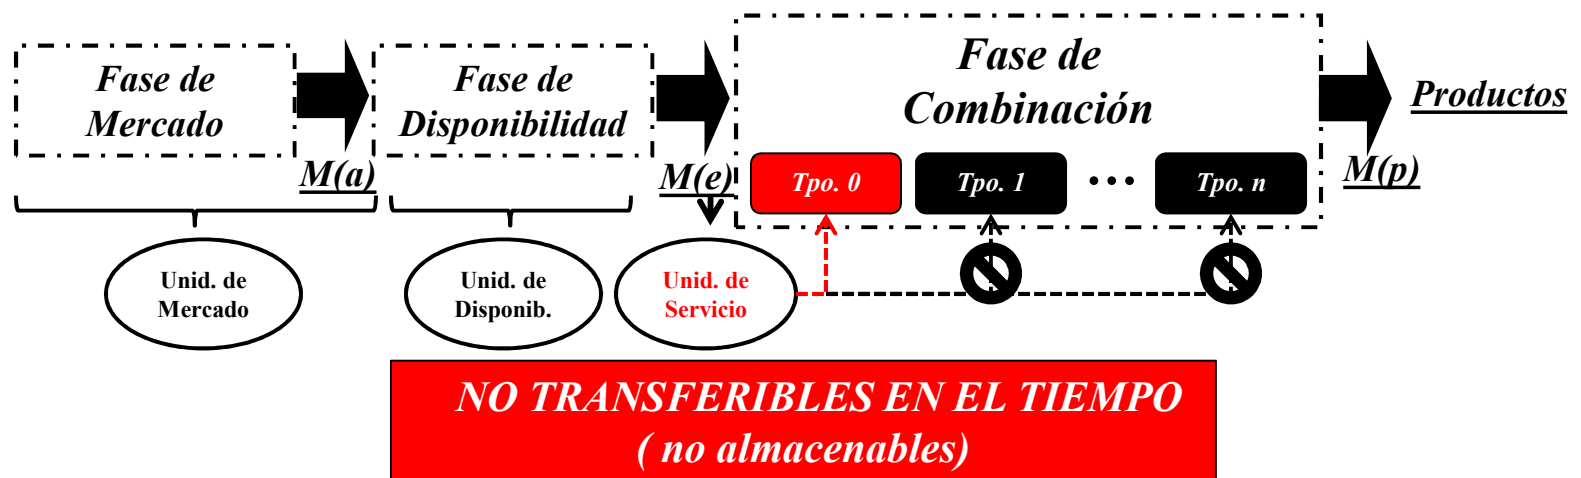 Fase de
Mercado
M(a)
Fase de
Disponibilidad
M(e)
Fase de
Combinación
Tpo. 0
Tpo. 1
...
Tpo. n
M(p)
Productos
Unid. de
Mercado
Unid. de
Disponib.
Unid. de
Servicio
NO TRANSFERIBLES EN EL TIEMPO
( no almacenables)